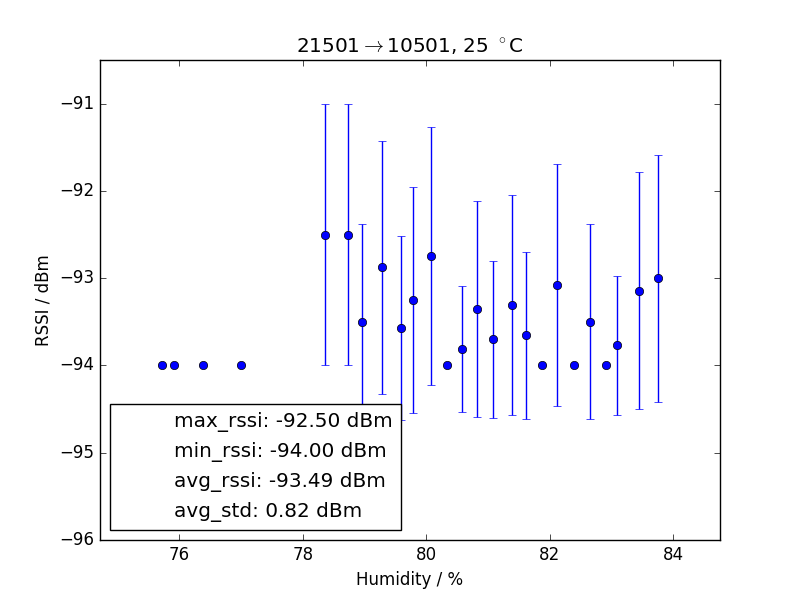 21501→10501, 25 °C
RSSI / dBm
−91
−92
−93
−94
−95
−96
max_rssi: -92.50 dBm
min_rssi: -94.00 dBm
avg_rssi: -93.49 dBm
avg_std: 0.82 dBm
76 78 80 82 84
Humidity / %